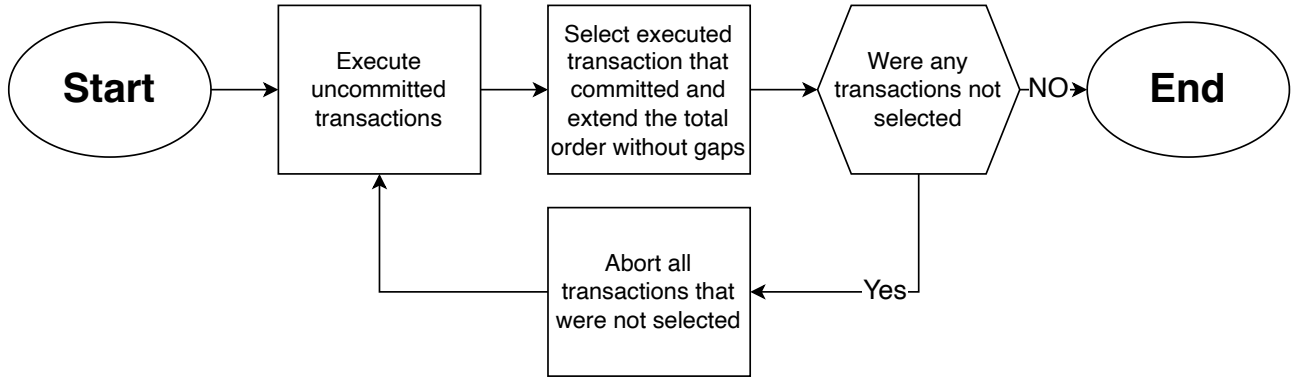 Start
Execute
uncommitted
transactions
Select executed
transaction that
committed and
extend the total
order without gaps
Were any
transactions not
selected
NO
End
Yes
Abort all
transactions that
were not selected